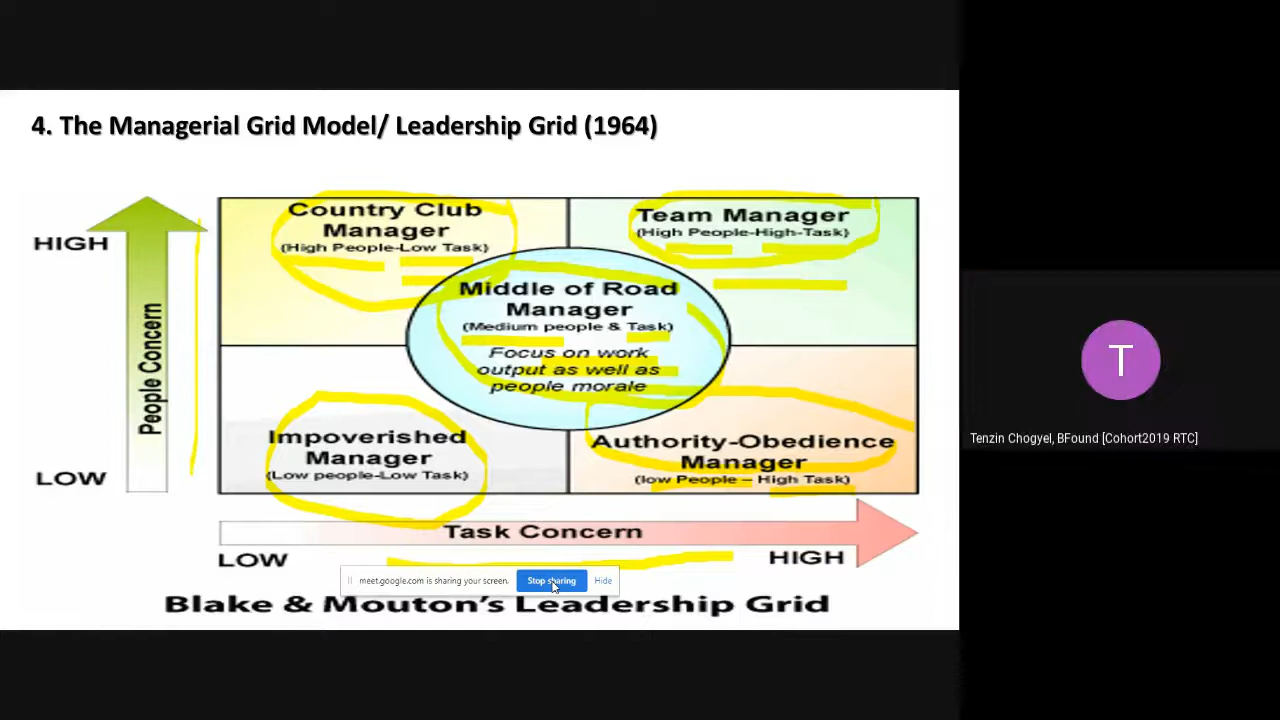 4. The Managerial Grid Model/ Leadership Grid (1964)
Country Club
Manager
(High People-Low Task)
Team Manager
(High People-High-Task)
HIGH
People Concern
LOW
Middle of Road
Manager
(Medium people & Task)
Focus on work
output as well as
people morale
Impoverished
Manager
(Low people-Low Task)
Authority-Obedience
Manager
(low People – High Task)
Task Concern
LOW
HIGH
meet.google.com is sharing your screen.
Stop sharing
Hide
Blake & Mouton's Leadership Grid
T
Tenzin Chogyel, BFound [Cohort2019 RTC]